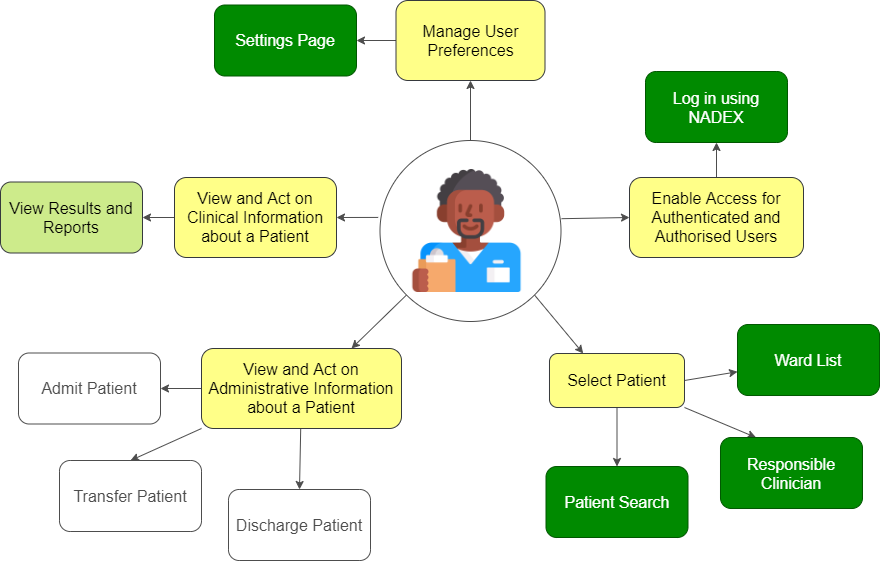 Settings Page
Manage User
Preferences
Log in using
NADEX
View Results and
Reports
View and Act on
Clinical Information
about a Patient
Enable Access for
Authenticated and
Authorised Users
Admit Patient
View and Act on
Administrative Information
about a Patient
Select Patient
Ward List
Transfer Patient
Discharge Patient
Patient Search
Responsible
Clinician